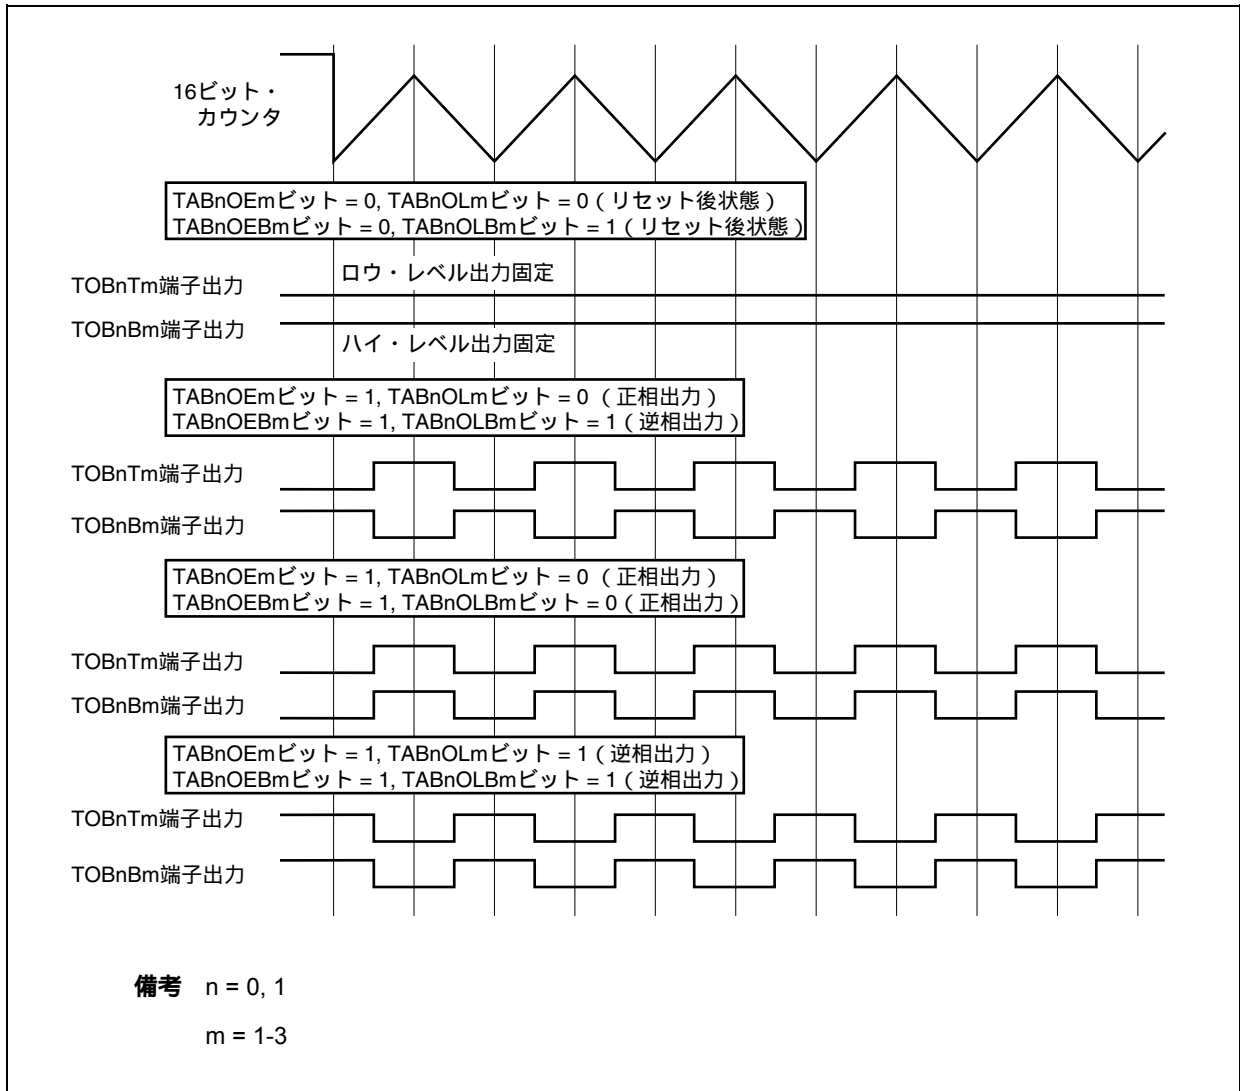 16ビット・
カウンタ
TABnOEmビット = 0, TABnOLmビット = 0（リセット後状態）
TABnOEBmビット = 0, TABnOLBmビット = 1（リセット後状態）
ロウ・レベル出力固定
TOBnTm端子出力
TOBnBm端子出力
ハイ・レベル出力固定
TABnOEmビット = 1, TABnOLmビット = 0（正相出力）
TABnOEBmビット = 1, TABnOLBmビット = 1（逆相出力）
TOBnTm端子出力
TOBnBm端子出力
TABnOEmビット = 1, TABnOLmビット = 0（正相出力）
TABnOEBmビット = 1, TABnOLBmビット = 0（正相出力）
TOBnTm端子出力
TOBnBm端子出力
TABnOEmビット = 1, TABnOLmビット = 1（逆相出力）
TABnOEBmビット = 1, TABnOLBmビット = 1（逆相出力）
TOBnTm端子出力
TOBnBm端子出力
備考 n = 0, 1
m = 1-3